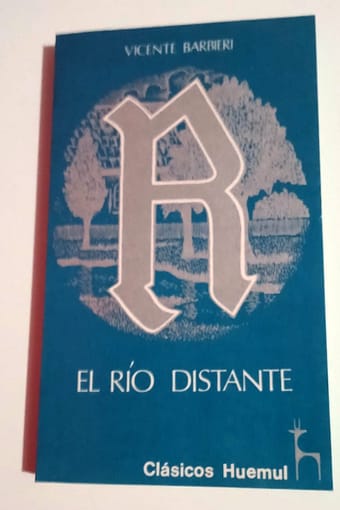 VICENTE BARBIERI
R
EL RÍO DISTANTE
Clásicos Huemul